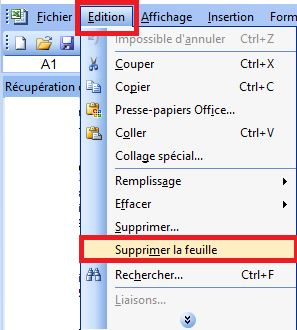 Fichier Edition Affichage Insertion Form
A1
Récupération d
Impossible d'annuler Ctrl+Z
Couper Ctrl+X
Copier Ctrl+C
Presse-papiers Office...
Coller Ctrl+V
Collage spécial...
Remplissage
Effacer
Supprimer...
Supprimer la feuille
Rechercher... Ctrl+F
Liaisons...